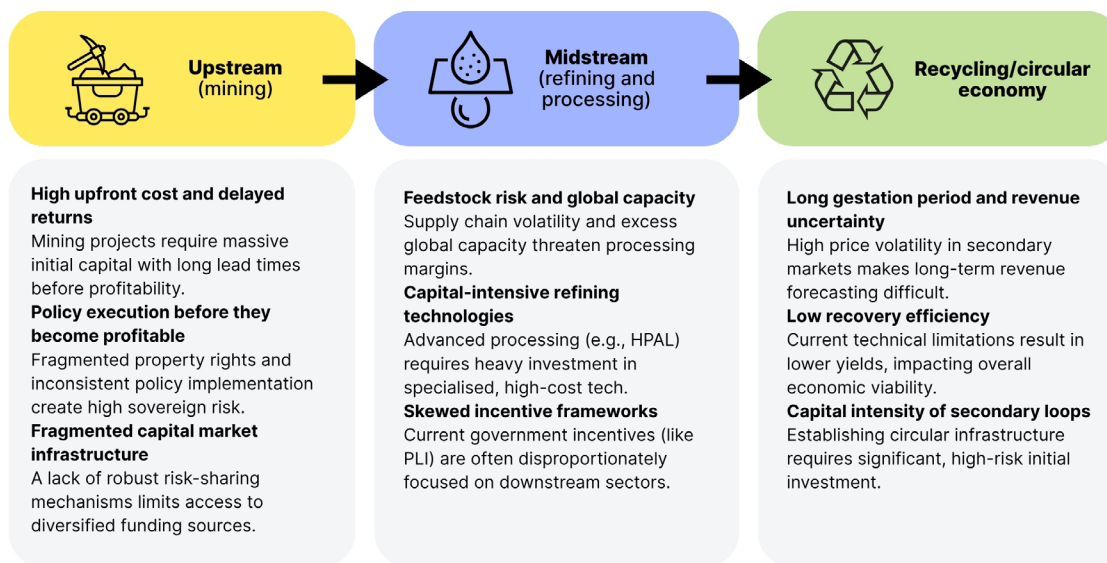 Upstream
(mining)
Midstream
(refining and
processing)
Recycling/circular
economy
High upfront cost and delayed
returns
Mining projects require massive
initial capital with long lead times
before profitability.
Policy execution before they
become profitable
Fragmented property rights and
inconsistent policy implementation
create high sovereign risk.
Fragmented capital market
infrastructure
A lack of robust risk-sharing
mechanisms limits access to
diversified funding sources.
Feedstock risk and global capacity
Supply chain volatility and excess
global capacity threaten processing
margins.
Capital-intensive refining
technologies
Advanced processing (e.g., HPAL)
requires heavy investment in
specialised, high-cost tech.
Skewed incentive frameworks
Current government incentives (like
PLI) are often disproportionately
focused on downstream sectors.
Long gestation period and revenue
uncertainty
High price volatility in secondary
markets makes long-term revenue
forecasting difficult.
Low recovery efficiency
Current technical limitations result in
lower yields, impacting overall
economic viability.
Capital intensity of secondary loops
Establishing circular infrastructure
requires significant, high-risk initial
investment.